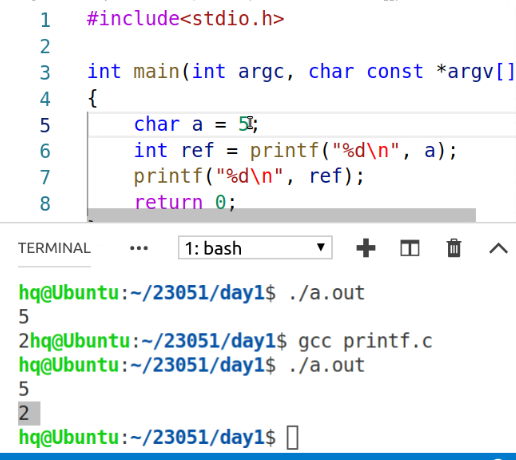 1 #include<stdio.h>
2
3 int main(int argc, char const *argv[]
4 {
5 char a = 5;
6 int ref = printf("%d\n", a);
7 printf("%d\n", ref);
8 return 0;
TERMINAL ... 1: bash
hq@Ubuntu:~/23051/day1$ ./a.out
5
2hq@Ubuntu:~/23051/day1$ gcc printf.c
hq@Ubuntu:~/23051/day1$ ./a.out
5
2
hq@Ubuntu:~/23051/day1$